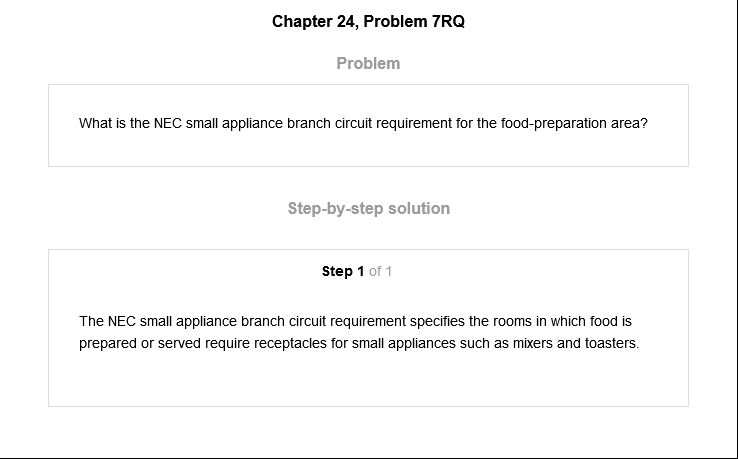 Chapter 24, Problem 7RQ
Problem
What is the NEC small appliance branch circuit requirement for the food-preparation area?
Step-by-step solution
Step 1 of 1
The NEC small appliance branch circuit requirement specifies the rooms in which food is
prepared or served require receptacles for small appliances such as mixers and toasters.